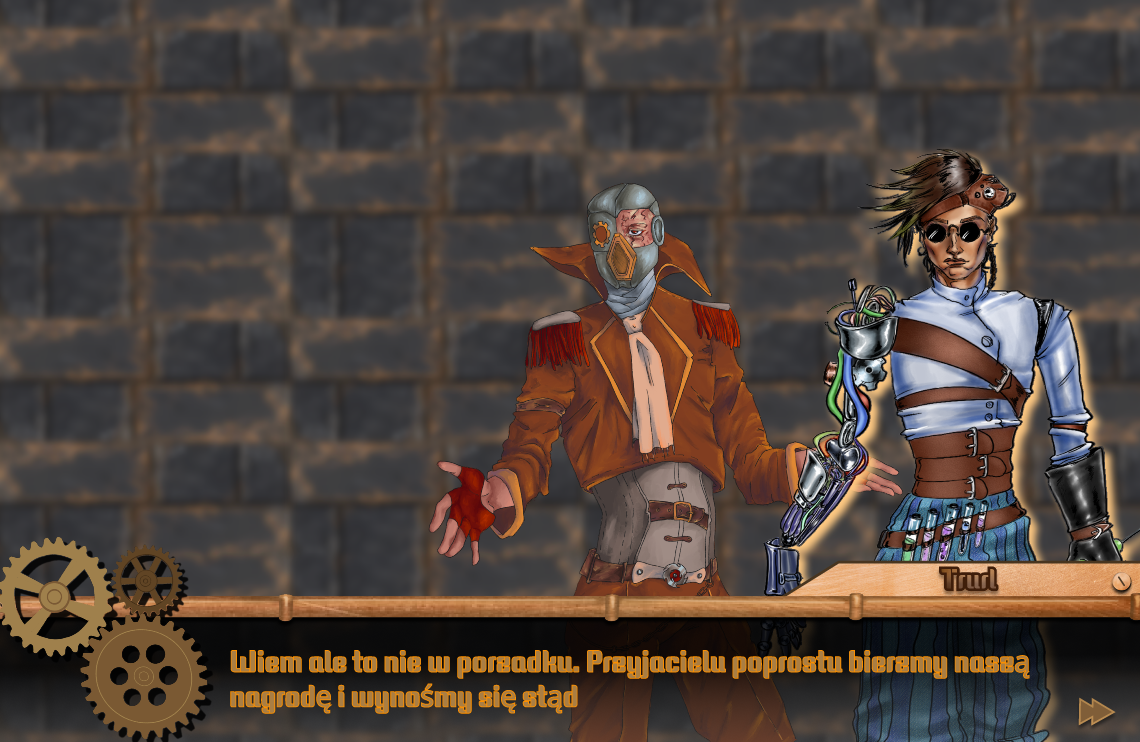 Trurl
Wiem ale to nie w porządku. Przyjacielu poprostu bierzmy naszą
nagrodę i wynośmy się stąd